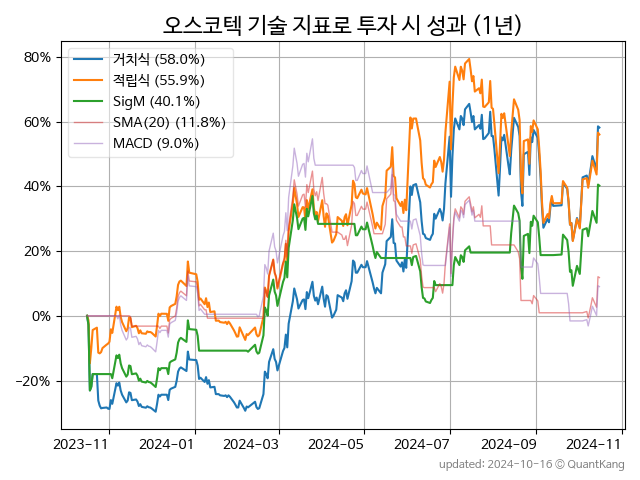 오스코텍 기술 지표로 투자 시 성과 (1년)
80%
60%
40%
20%
0%
−20%
거치식 (58.0%)
적립식 (55.9%)
SigM (40.1%)
SMA(20) (11.8%)
MACD (9.0%)
2023-11
2024-01
2024-03
2024-05
2024-07
2024-09
2024-11
updated: 2024-10-16 © QuantKang